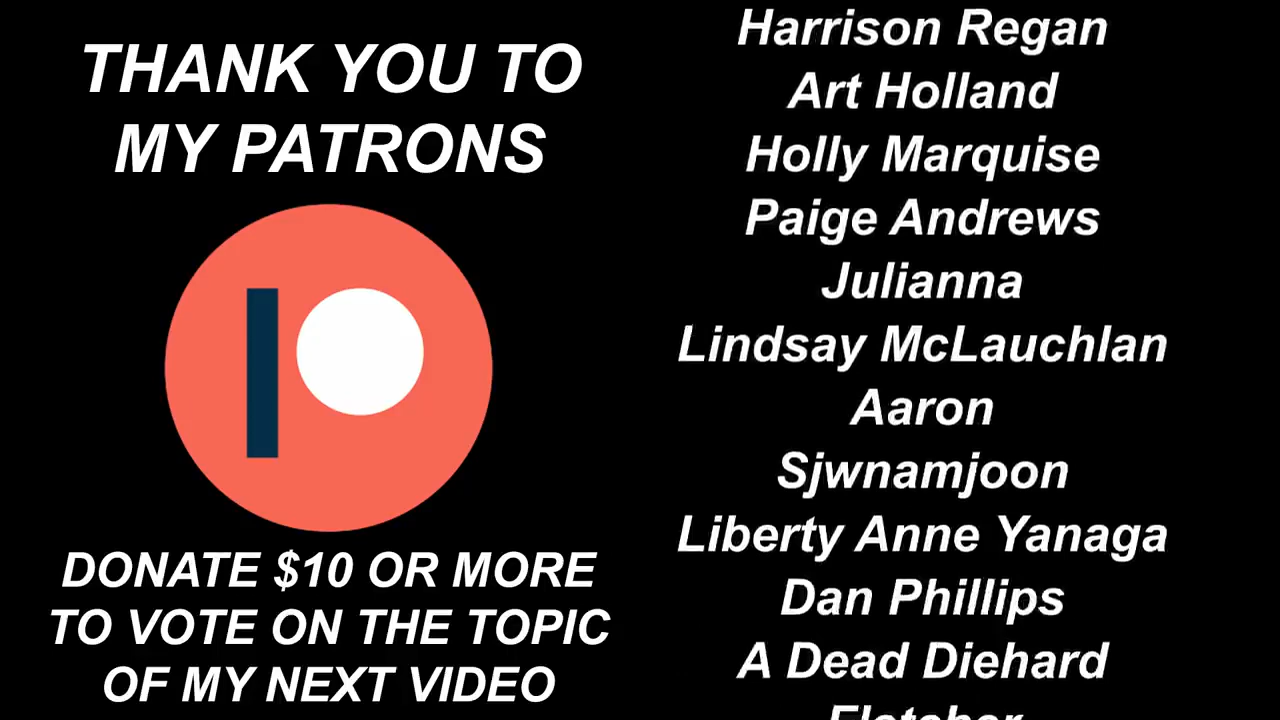 THANK YOU TO
MY PATRONS
DONATE $10 OR MORE
TO VOTE ON THE TOPIC
OF MY NEXT VIDEO
Harrison Regan
Art Holland
Holly Marquise
Paige Andrews
Julianna
Lindsay McLauchlan
Aaron
Sjwnamjoon
Liberty Anne Yanaga
Dan Phillips
A Dead Diehard